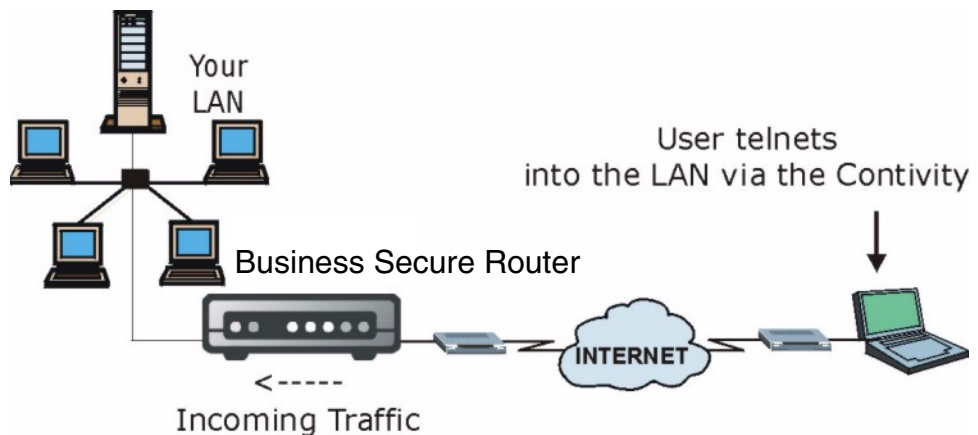 Your
LAN
User telnets
into the LAN via the Contivity
Business Secure Router
INTERNET
<-----
Incoming Traffic